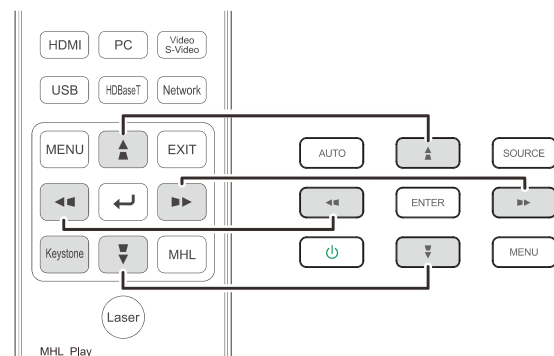 HDMI
PC
Video
S-Video
USB
HDBaseT
Network
MENU
EXIT
AUTO
SOURCE
ENTER
Keystone
MHL
MENU
Laser
MHL Play